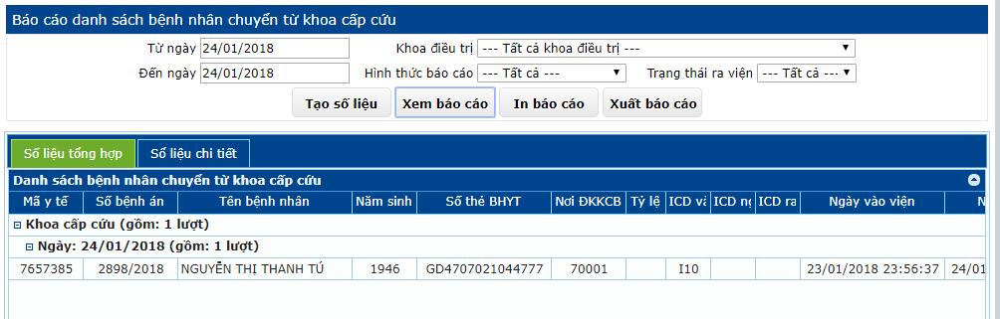 Báo cáo danh sách bệnh nhân chuyển từ khoa cấp cứu
Từ ngày 24/01/2018 Khoa điều trị --- Tất cả khoa điều trị ---
Đến ngày 24/01/2018 Hình thức báo cáo --- Tất cả --- Trạng thái ra viện --- Tất cả ---
Tạo số liệu Xem báo cáo In báo cáo Xuất báo cáo
Số liệu tổng hợp Số liệu chi tiết
Danh sách bệnh nhân chuyển từ khoa cấp cứu
Mã y tế Số bệnh án Tên bệnh nhân Năm sinh Số thẻ BHYT Nơi ĐKKCB Tỷ lệ ICD và ICD ng ICD ra Ngày vào viện N
Khoa cấp cứu (gồm: 1 lượt)
Ngày: 24/01/2018 (gồm: 1 lượt)
7657385 2898/2018 NGUYỄN THỊ THANH TÚ 1946 GD4707021044777 70001 I10 23/01/2018 23:56:37 24/01